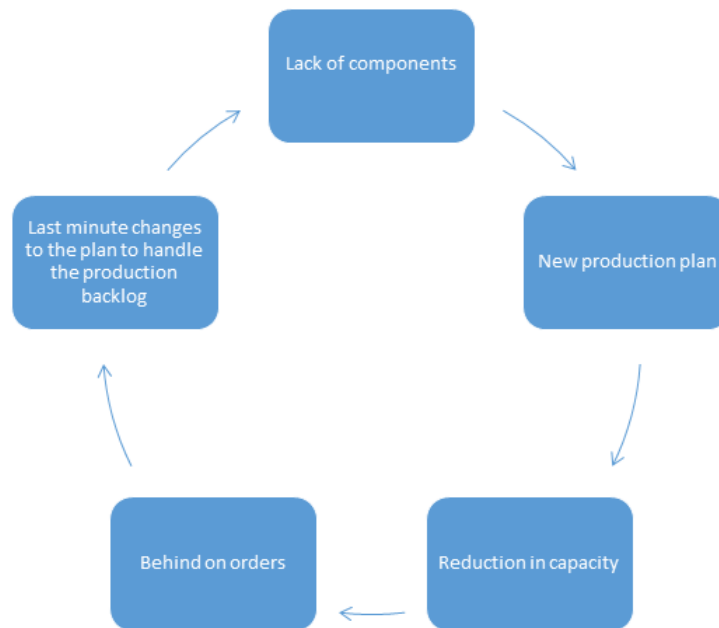 Lack of components
New production plan
Reduction in capacity
Behind on orders
Last minute changes
to the plan to handle
the production
backlog